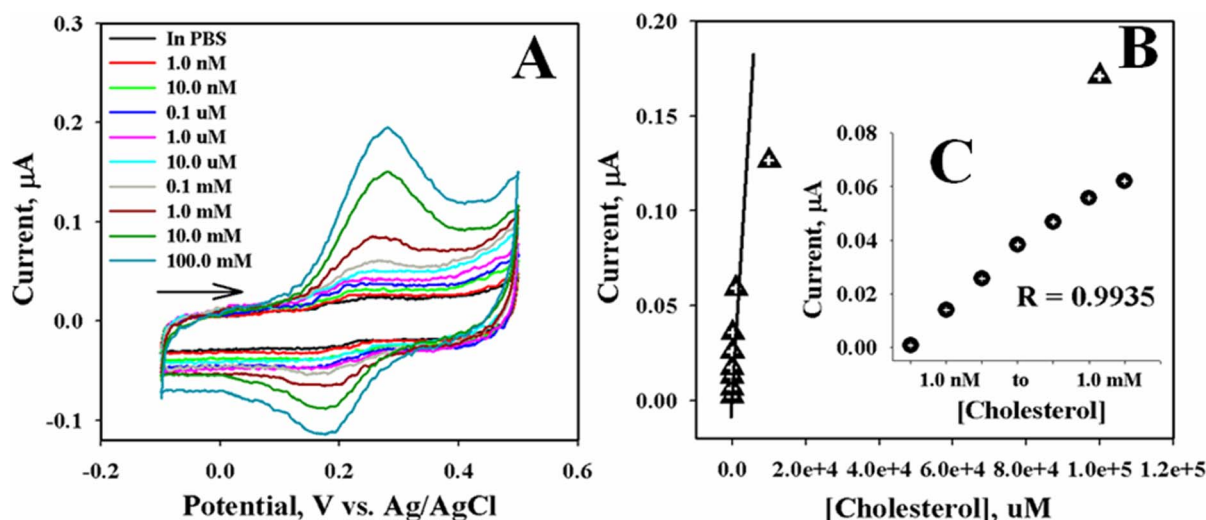 A
In PBS
1.0 nM
10.0 nM
0.1 uM
1.0 uM
10.0 uM
0.1 mM
1.0 mM
10.0 mM
100.0 mM
0.3
0.2
0.1
0.0
-0.1
Current, μA
-0.2
0.0
0.2
0.4
0.6
Potential, V vs. Ag/AgCl
B
0.20
0.15
0.10
0.05
0.00
Current, μA
0.0
2.0e+4
4.0e+4
6.0e+4
8.0e+4
1.0e+5
1.2e+5
[Cholesterol], uM
C
0.08
0.06
0.04
0.02
0.00
Current, μA
R = 0.9935
1.0 nM to 1.0 mM
[Cholesterol]